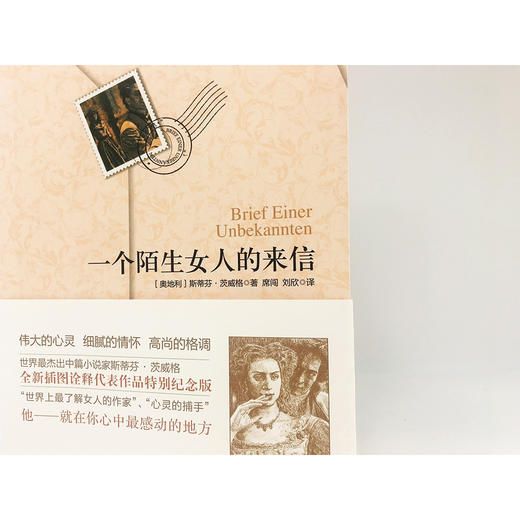 BRIEF EINER UNBEKANNTEN
Brief Einer
Unbekannten
一个陌生女人的来信
[奥地利] 斯蒂芬·茨威格◎著 席闯 刘欣◎译
伟大的心灵 细腻的情怀 高尚的格调
世界最杰出中篇小说家斯蒂芬·茨威格
全新插图诠释代表作品特别纪念版
“世界上最了解女人的作家”、“心灵的捕手”
他——就在你心中最感动的地方